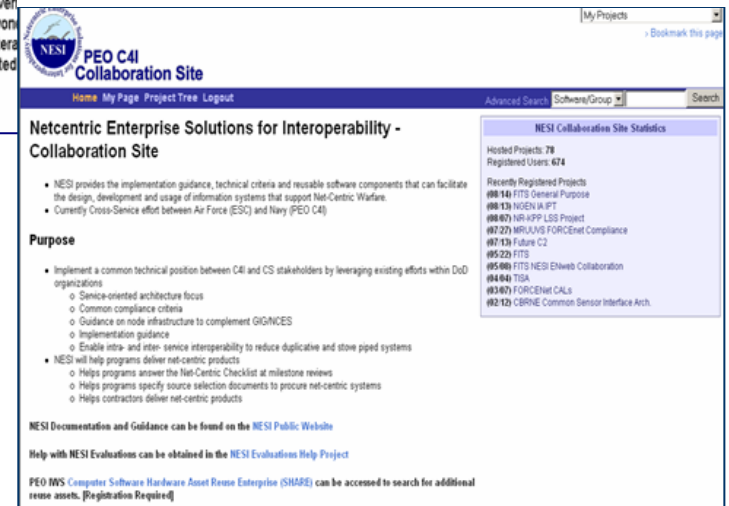 My Projects
› Bookmark this page
NESI
PEO C4I
Collaboration Site
Home My Page Project Tree Logout
Advanced Search Software/Group Search
Netcentric Enterprise Solutions for Interoperability -
Collaboration Site
• NESI provides the implementation guidance, technical criteria and reusable software components that can facilitate
the design, development and usage of information systems that support Net-Centric Warfare.
• Currently Cross-Service effort between Air Force (ESC) and Navy (PEO C4I)
Purpose
• Implement a common technical position between C4I and CS stakeholders by leveraging existing efforts within DoD
organizations
o Service-oriented architecture focus
o Common compliance criteria
o Guidance on node infrastructure to complement GIG/NCES
o Implementation guidance
o Enable intra- and inter- service interoperability to reduce duplicative and stove piped systems
• NESI will help programs deliver net-centric products
o Helps programs answer the Net-Centric Checklist at milestone reviews
o Helps programs specify source selection documents to procure net-centric systems
o Helps contractors deliver net-centric products
NESI Documentation and Guidance can be found on the NESI Public Website
Help with NESI Evaluations can be obtained in the NESI Evaluations Help Project
PEO IWS Computer Software Hardware Asset Reuse Enterprise (SHARE) can be accessed to search for additional
reuse assets. [Registration Required]
NESI Collaboration Site Statistics
Hosted Projects: 78
Registered Users: 674
Recently Registered Projects
(08/14) FITS General Purpose
(08/13) NGEN IA IPT
(08/07) NR-KPP LSS Project
(07/27) MRUUVS FORCEnet Compliance
(07/13) Future C2
(05/22) FITS
(05/08) FITS NESI ENweb Collaboration
(04/04) TISA
(03/07) FORCENet CALs
(02/12) CBRNE Common Sensor Interface Arch.